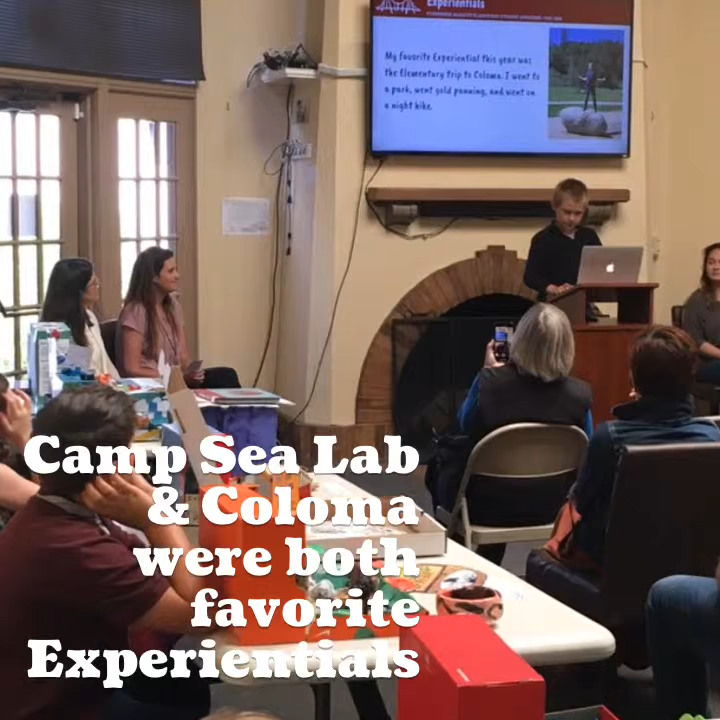 Experientials
My favorite Experiential this year was
the Elementary trip to Coloma. I went to
a park, went gold panning, and went on
a night hike.
Camp Sea Lab
& Coloma
were both
favorite
Experientials